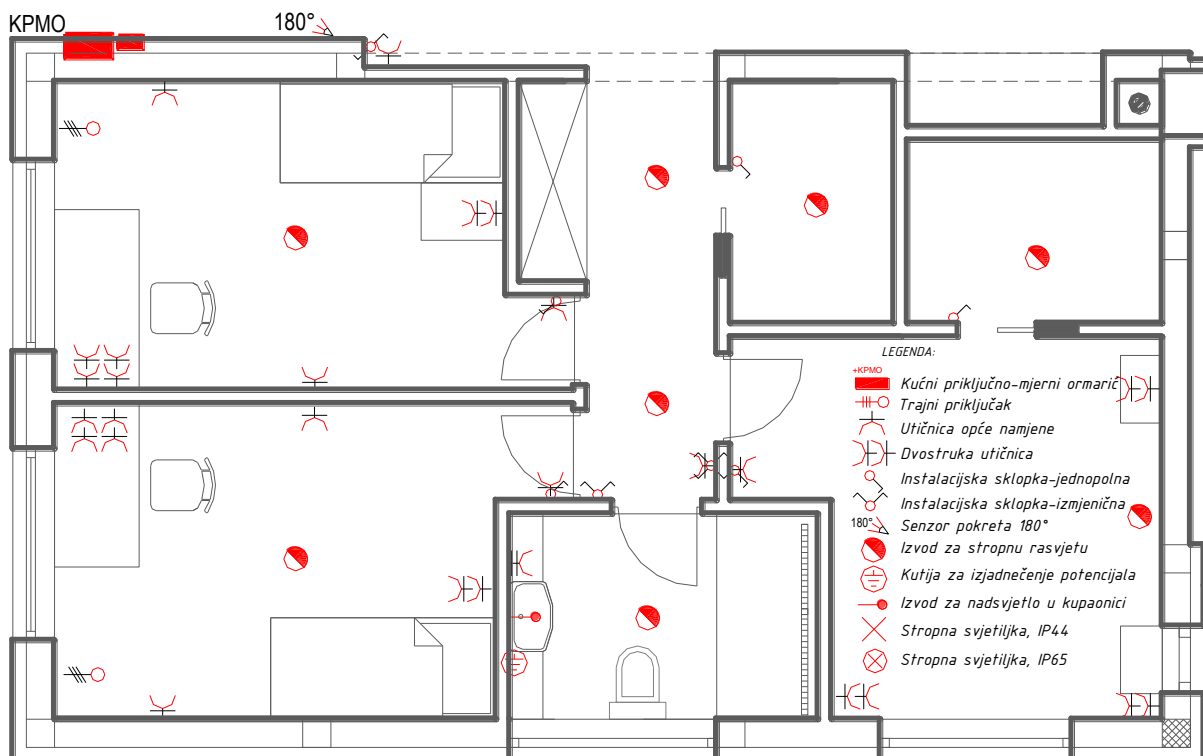 KPMO
180°
LEGENDA:
+KPMO
Kućni priključno-mjerni ormarić
Trajni priključak
Utičnica opće namjene
Dvostruka utičnica
Instalacijska sklopka-jednopolna
Instalacijska sklopka-izmjenična
180° Senzor pokreta 180°
Izvod za stropnu rasvjetu
Kutija za izjadnečenje potencijala
Izvod za nadsvjetlo u kupaonici
Stropna svjetiljka, IP44
Stropna svjetiljka, IP65